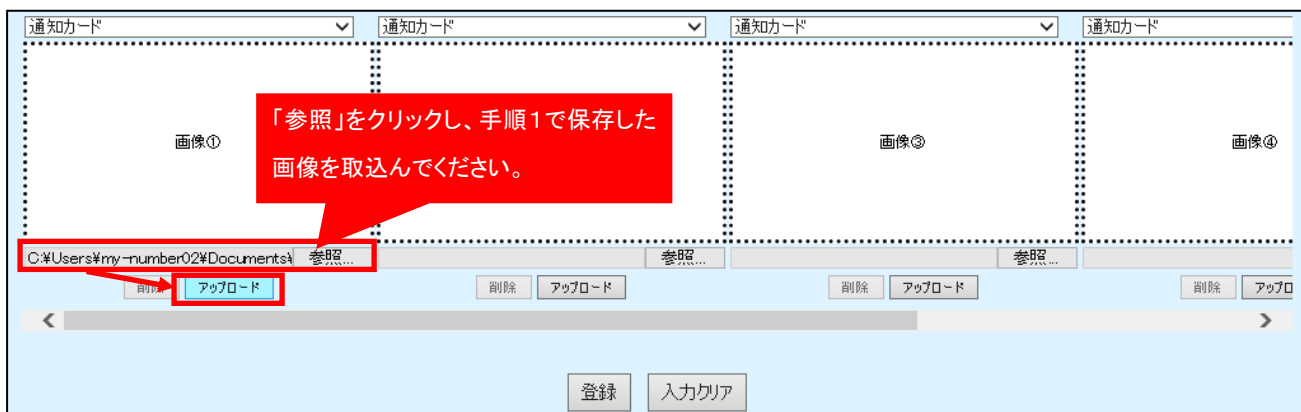 通知カード 通知カード 通知カード 通知カード
「参照」をクリックし、手順1で保存した
画像を取込んでください。
画像① 画像③ 画像④
C:¥Users¥my-number02¥Documents¥ 参照... 参照... 参照...
削除 アップロード 削除 アップロード 削除 アップロード 削除 アップロ
登録 入力クリア